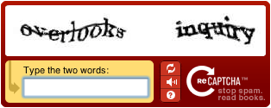 overlooks inquiry
Type the two words:
reCAPTCHA™
stop spam.
read books.